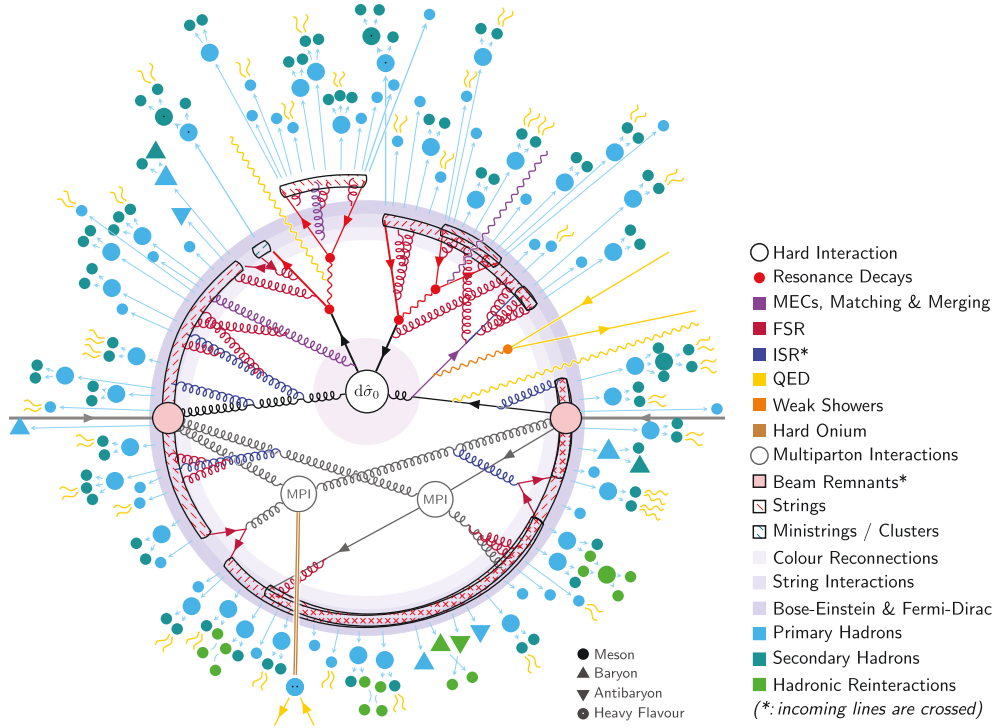 dσ̂₀
MPI
MPI
Hard Interaction
Resonance Decays
MECs, Matching & Merging
FSR
ISR*
QED
Weak Showers
Hard Onium
Multiparton Interactions
Beam Remnants*
Strings
Ministrings / Clusters
Colour Reconnections
String Interactions
Bose-Einstein & Fermi-Dirac
Primary Hadrons
Secondary Hadrons
Hadronic Reinteractions
(*: incoming lines are crossed)
Meson
Baryon
Antibaryon
Heavy Flavour